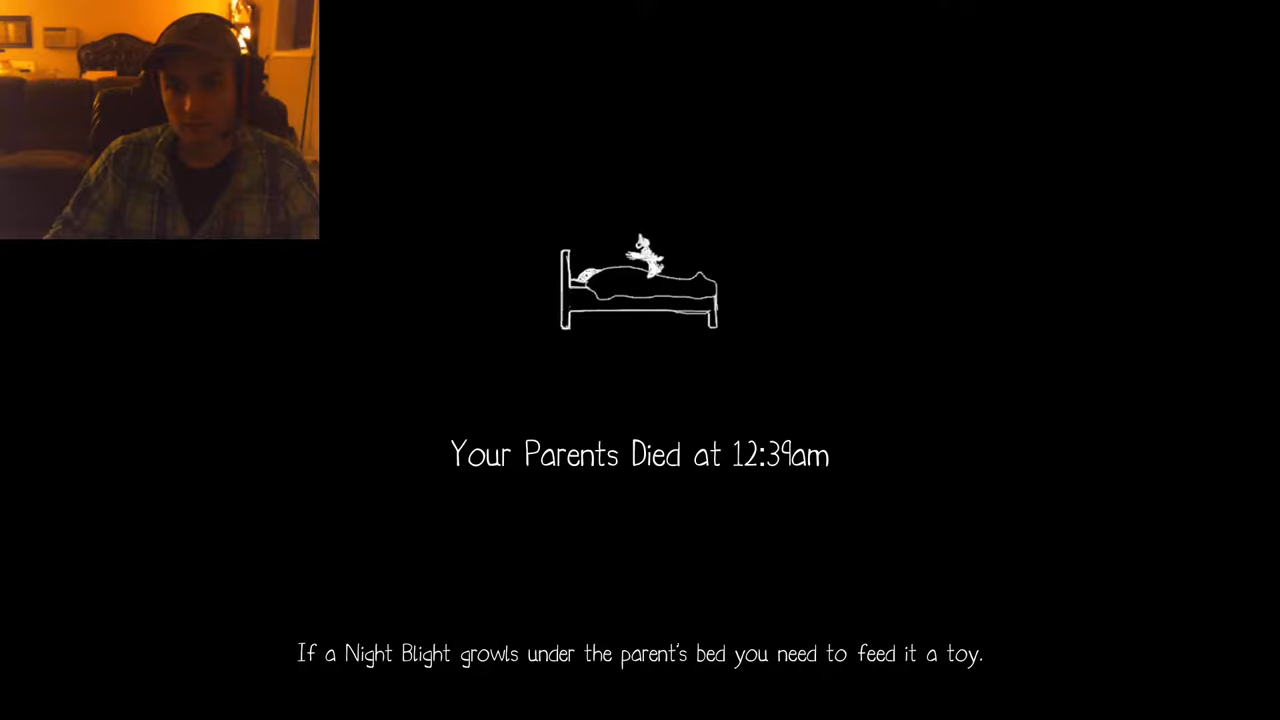 Your Parents Died at 12:39am
If a Night Blight growls under the parent's bed you need to feed it a toy.